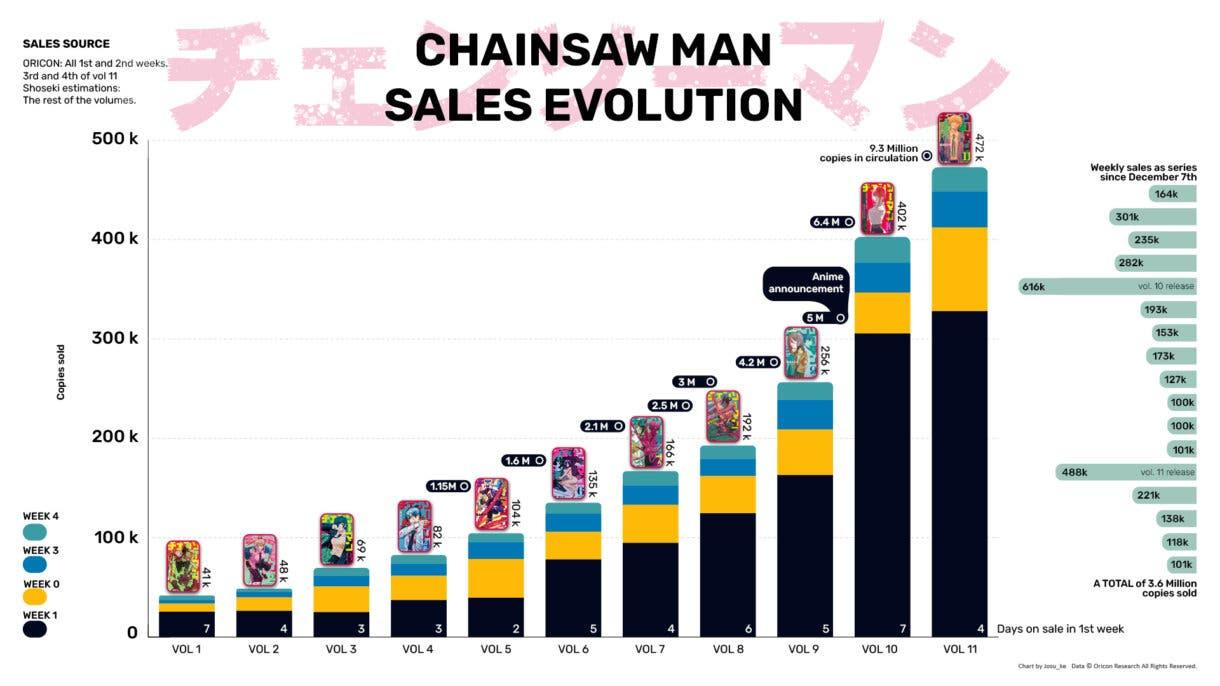 チェンソーマン
CHAINSAW MAN
SALES EVOLUTION
SALES SOURCE
ORICON: All 1st and 2nd weeks.
3rd and 4th of vol 11
Shoseki estimations:
The rest of the volumes.
500 k
400 k
300 k
200 k
100 k
0
Copies sold
WEEK 4
WEEK 3
WEEK 0
WEEK 1
41 k
48 k
69 k
82 k
1.15M
104 k
1.6 M
135 k
2.1 M
166 k
2.5 M
3 M
192 k
4.2 M
256 k
5 M
Anime
announcement
6.4 M
402 k
9.3 Million
copies in circulation
472 k
7
4
3
3
2
5
4
6
5
7
4
Days on sale in 1st week
VOL 1
VOL 2
VOL 3
VOL 4
VOL 5
VOL 6
VOL 7
VOL 8
VOL 9
VOL 10
VOL 11
Weekly sales as series
since December 7th
164k
301k
235k
282k
616k vol. 10 release
193k
153k
173k
127k
100k
100k
101k
488k vol. 11 release
221k
138k
118k
101k
A TOTAL of 3.6 Million
copies sold
Chart by Josu_ke Data © Oricon Research All Rights Reserved.